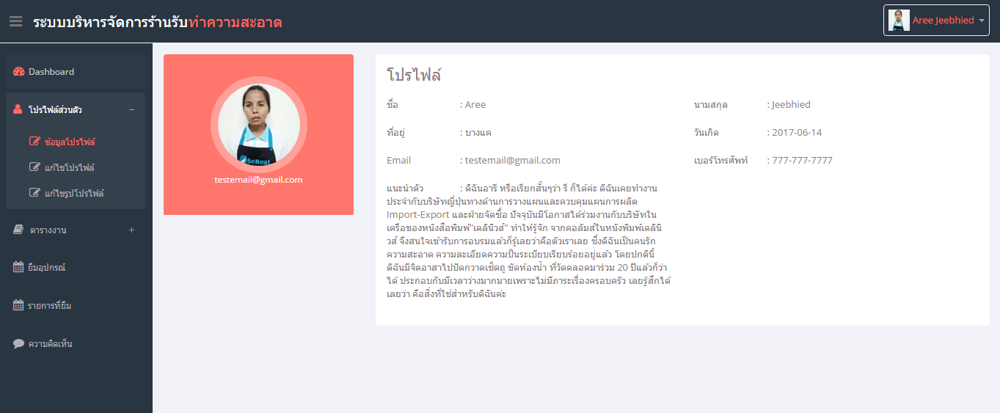 ระบบบริหารจัดการร้านรับทำความสะอาด
Aree Jeebhied
Dashboard
โปรไฟล์ส่วนตัว
ข้อมูลโปรไฟล์
แก้ไขโปรไฟล์
แก้ไขรูปโปรไฟล์
ตารางงาน
ยืมอุปกรณ์
รายการที่ยืม
ความคิดเห็น
BeNeat
testemail@gmail.com
โปรไฟล์
ชื่อ : Aree
นามสกุล : Jeebhied
ที่อยู่ : บางแค
วันเกิด : 2017-06-14
Email : testemail@gmail.com
เบอร์โทรศัพท์ : 777-777-7777
แนะนำตัว : ดิฉันอารี หรือเรียกสั้นๆว่า รี ก็ได้ค่ะ ดิฉันเคยทำงาน
ประจำกับบริษัทญี่ปุ่นทางด้านการวางแผนและควบคุมแผนการผลิต
Import-Export และฝ่ายจัดซื้อ ปัจจุบันมีโอกาสได้ร่วมงานกับบริษัทใน
เครือของหนังสือพิมพ์"เดลินิวส์" ทำให้รู้จัก จากคอลัมส์ในหนังพิมพ์เดลินิ
วส์ จึงสนใจเข้ารับการอบรมแล้วก็รู้เลยว่าคือตัวเราเลย ซึ่งดิฉันเป็นคนรัก
ความสะอาด ความละเอียดความป็นระเบียบเรียบร้อยอยู่แล้ว โดยปกตินี้
ดิฉันมีจิตอาสาไปปัดกวาดเช็ดถู ขัดห้องน้ำ ที่วัดตลอดมาร่วม 20 ปีแล้วก็ว่า
ได้ ประกอบกับมีเวลาว่างมากมายเพราะไม่มีภาระเรื่องครอบครัว เลยรู้สึกได้
เลยว่า คือสิ่งที่ใช่สำหรับดิฉันค่ะ